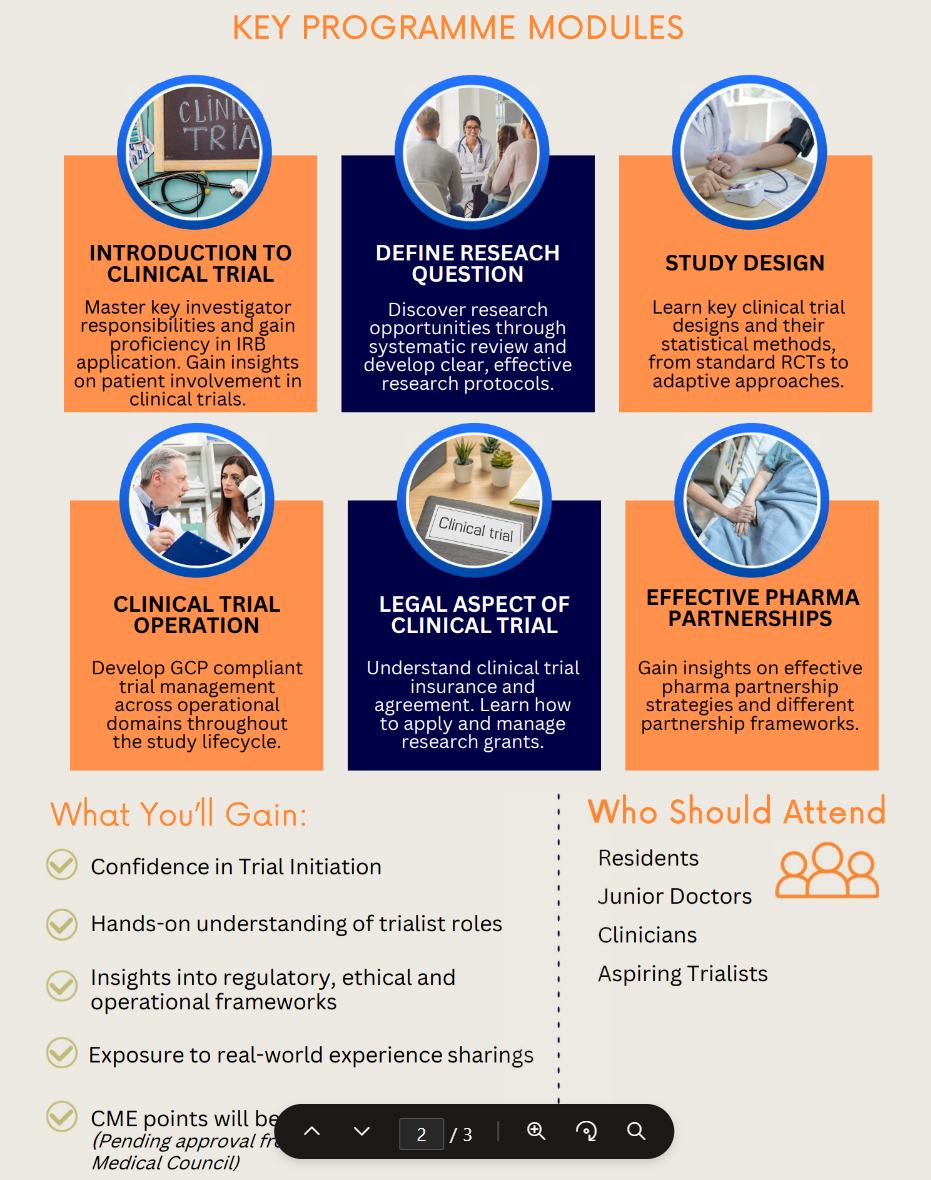 KEY PROGRAMME MODULES
CLINIC
TRIA
INTRODUCTION TO
CLINICAL TRIAL
Master key investigator
responsibilities and gain
proficiency in IRB
application. Gain insights
on patient involvement in
clinical trials.
DEFINE RESEACH
QUESTION
Discover research
opportunities through
systematic review and
develop clear, effective
research protocols.
STUDY DESIGN
Learn key clinical trial
designs and their
statistical methods,
from standard RCTs to
adaptive approaches.
CLINICAL TRIAL
OPERATION
Develop GCP compliant
trial management
across operational
domains throughout
the study lifecycle.
Clinical trial
LEGAL ASPECT OF
CLINICAL TRIAL
Understand clinical trial
insurance and
agreement. Learn how
to apply and manage
research grants.
EFFECTIVE PHARMA
PARTNERSHIPS
Gain insights on effective
pharma partnership
strategies and different
partnership frameworks.
What You'll Gain:
Confidence in Trial Initiation
Hands-on understanding of trialist roles
Insights into regulatory, ethical and
operational frameworks
Exposure to real-world experience sharings
CME points will be
(Pending approval
Medical Council)
Who Should Attend
Residents
Junior Doctors
Clinicians
Aspiring Trialists
2 / 3